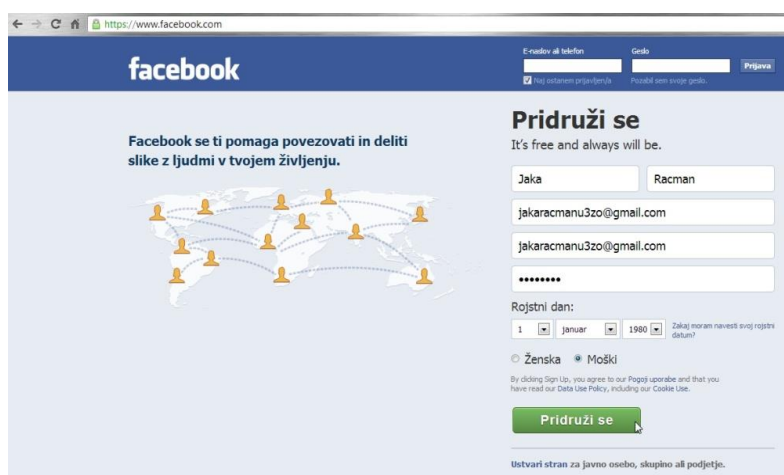 https://www.facebook.com
facebook
E-naslov ali telefon
Geslo
Prijava
Naj ostanem prijavljen/a
Pozabil sem svoje geslo.
Facebook se ti pomaga povezovati in deliti
slike z ljudmi v tvojem življenju.
Pridruži se
It's free and always will be.
Jaka
Racman
jakaracmanu3zo@gmail.com
jakaracmanu3zo@gmail.com
••••••••
Rojstni dan:
1 januar 1980
Zakaj moram navesti svoj rojstni
datum?
Ženska Moški
By clicking Sign Up, you agree to our Pogoji uporabe and that you
have read our Data Use Policy, including our Cookie Use.
Pridruži se
Ustvari stran za javno osebo, skupino ali podjetje.